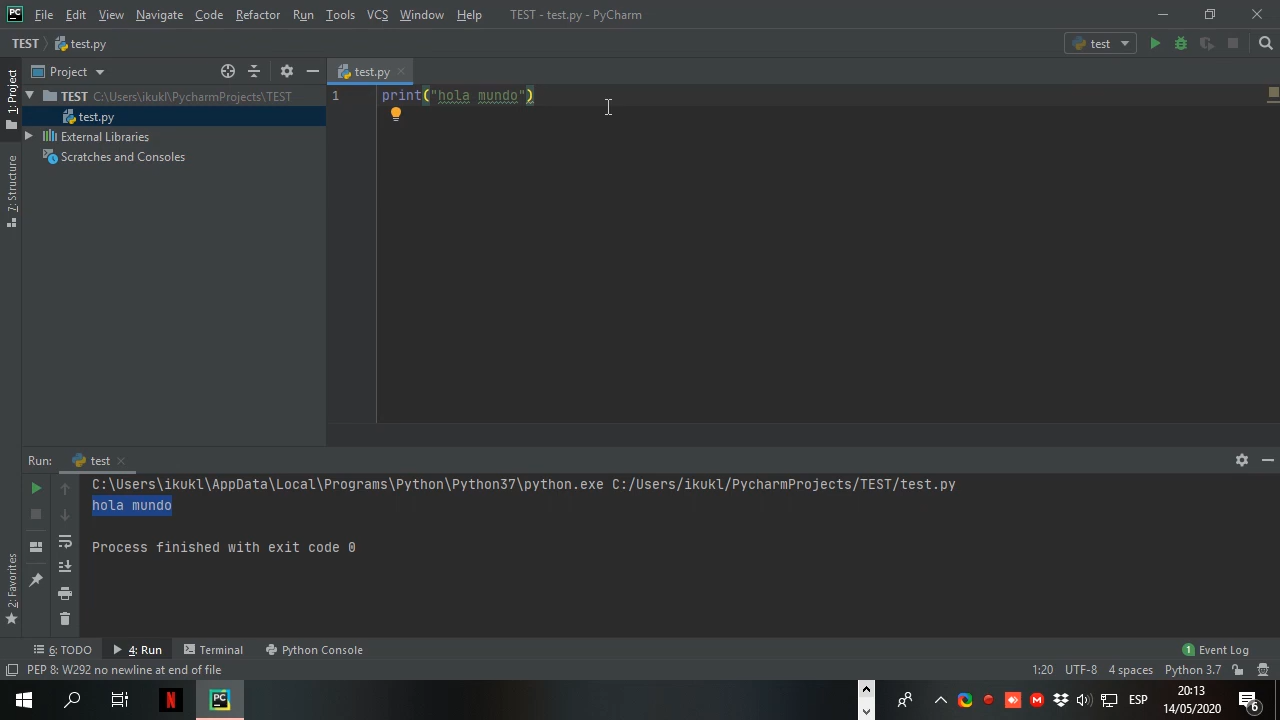 PC File Edit View Navigate Code Refactor Run Tools VCS Window Help TEST - test.py - PyCharm
TEST test.py test
1: Project Project test.py
TEST C:\Users\ikukl\PycharmProjects\TEST
test.py
External Libraries
Scratches and Consoles
1 print("hola mundo")
7: Structure
2: Favorites
Run: test
C:\Users\ikukl\AppData\Local\Programs\Python\Python37\python.exe C:/Users/ikukl/PycharmProjects/TEST/test.py
hola mundo
Process finished with exit code 0
6: TODO 4: Run Terminal Python Console 1 Event Log
PEP 8: W292 no newline at end of file 1:20 UTF-8 4 spaces Python 3.7
N PC ESP 20:13 6
14/05/2020